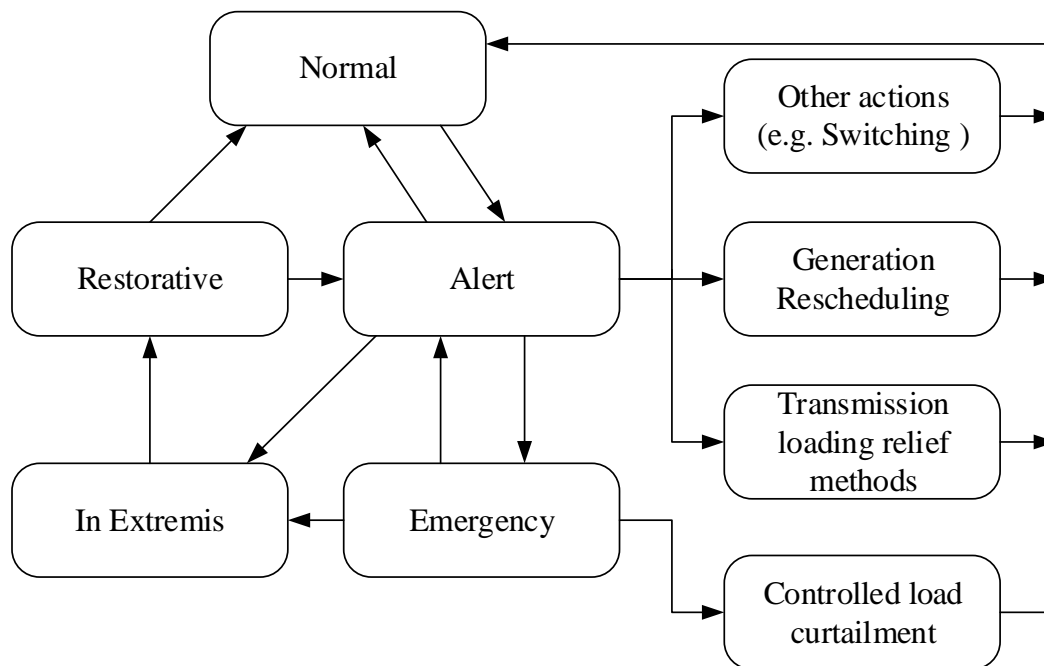 Normal
Other actions
(e.g. Switching )
Restorative
Alert
Generation
Rescheduling
Transmission
loading relief
methods
In Extremis
Emergency
Controlled load
curtailment